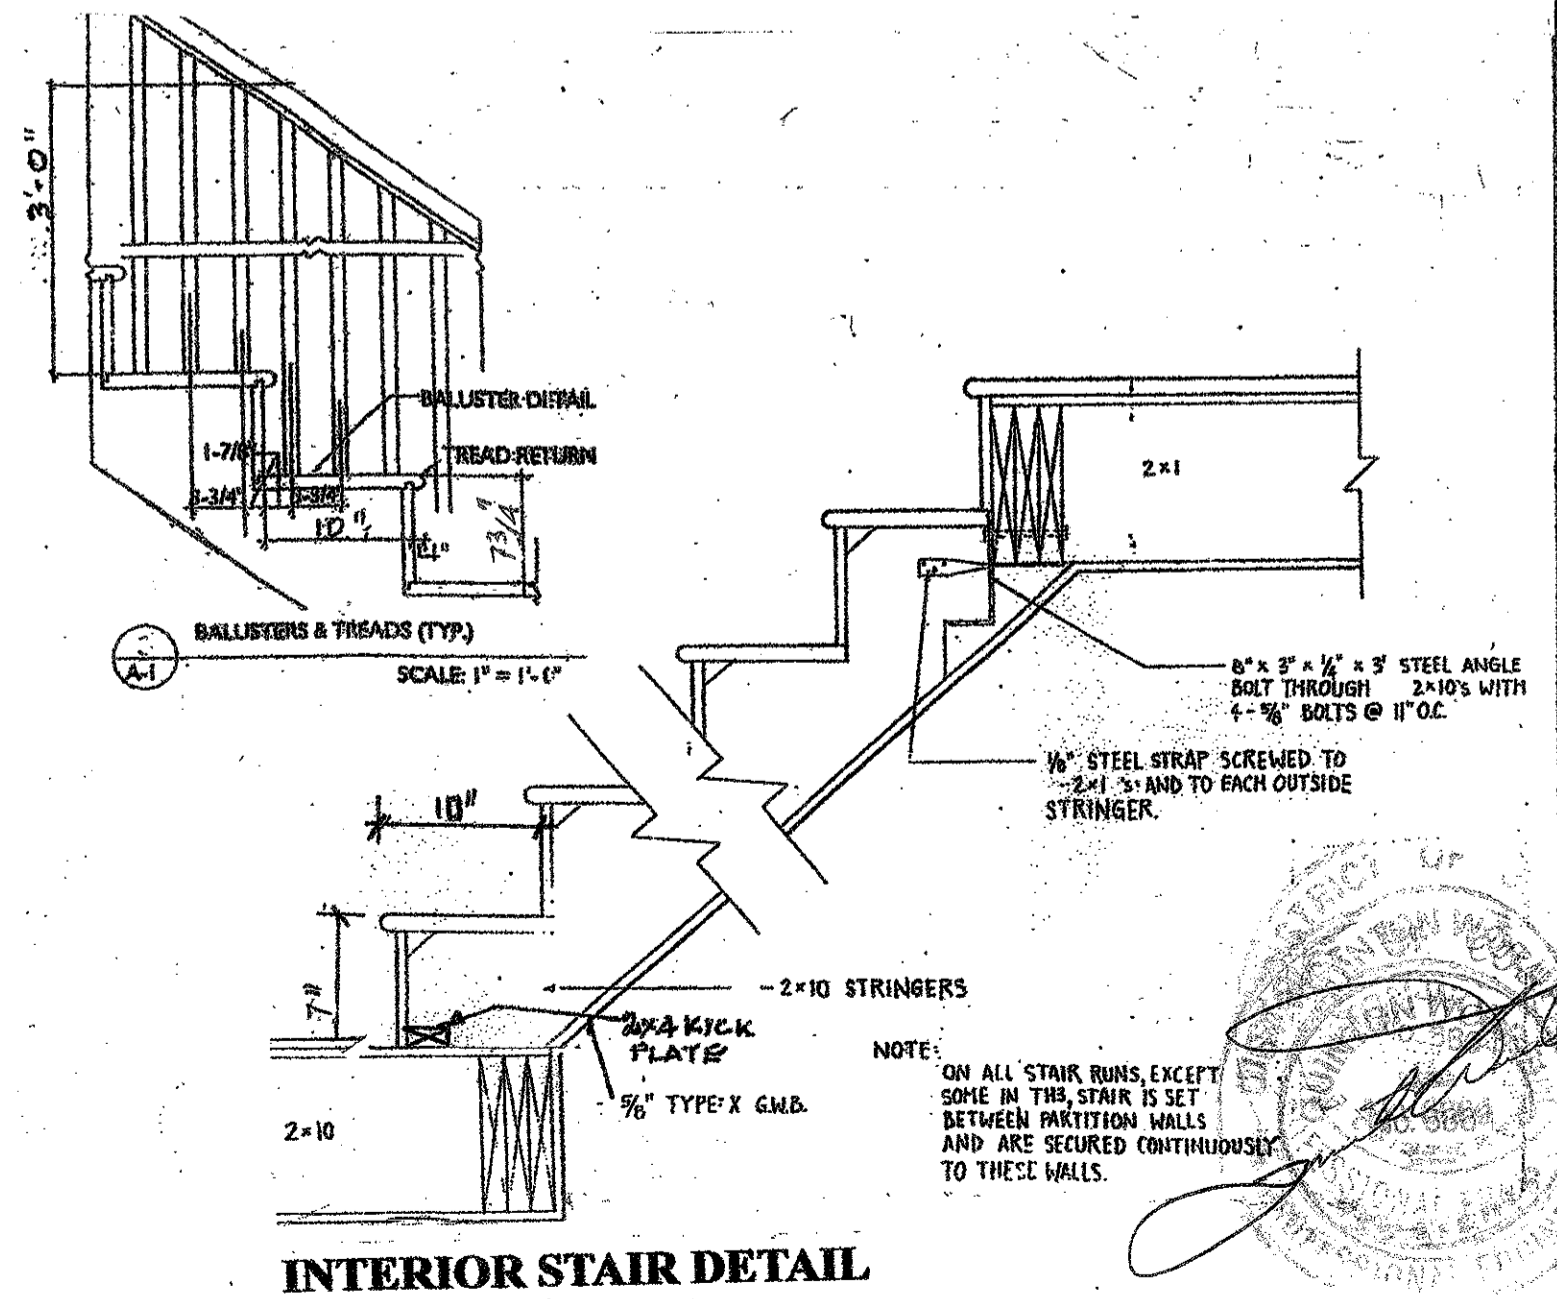 3'-0"
BALUSTER DETAIL
1-7/8"
TREAD RETURN
3-3/4"
3-3/4"
10"
7 3/4"
BALLISTERS & TREADS (TYP.)
A-1
SCALE: 1" = 1'-0"
2×1
8" x 3" x 1/4" x 3' STEEL ANGLE
BOLT THROUGH 2×10's WITH
4 - 5/8" BOLTS @ 11" O.C.
1/8" STEEL STRAP SCREWED TO
2×1 's AND TO EACH OUTSIDE
STRINGER.
10"
7"
2×10 STRINGERS
2×4 KICK
PLATE
5/8" TYPE X G.W.B.
2×10
NOTE:
ON ALL STAIR RUNS, EXCEPT
SOME IN TH3, STAIR IS SET
BETWEEN PARTITION WALLS
AND ARE SECURED CONTINUOUSLY
TO THESE WALLS.
INTERIOR STAIR DETAIL